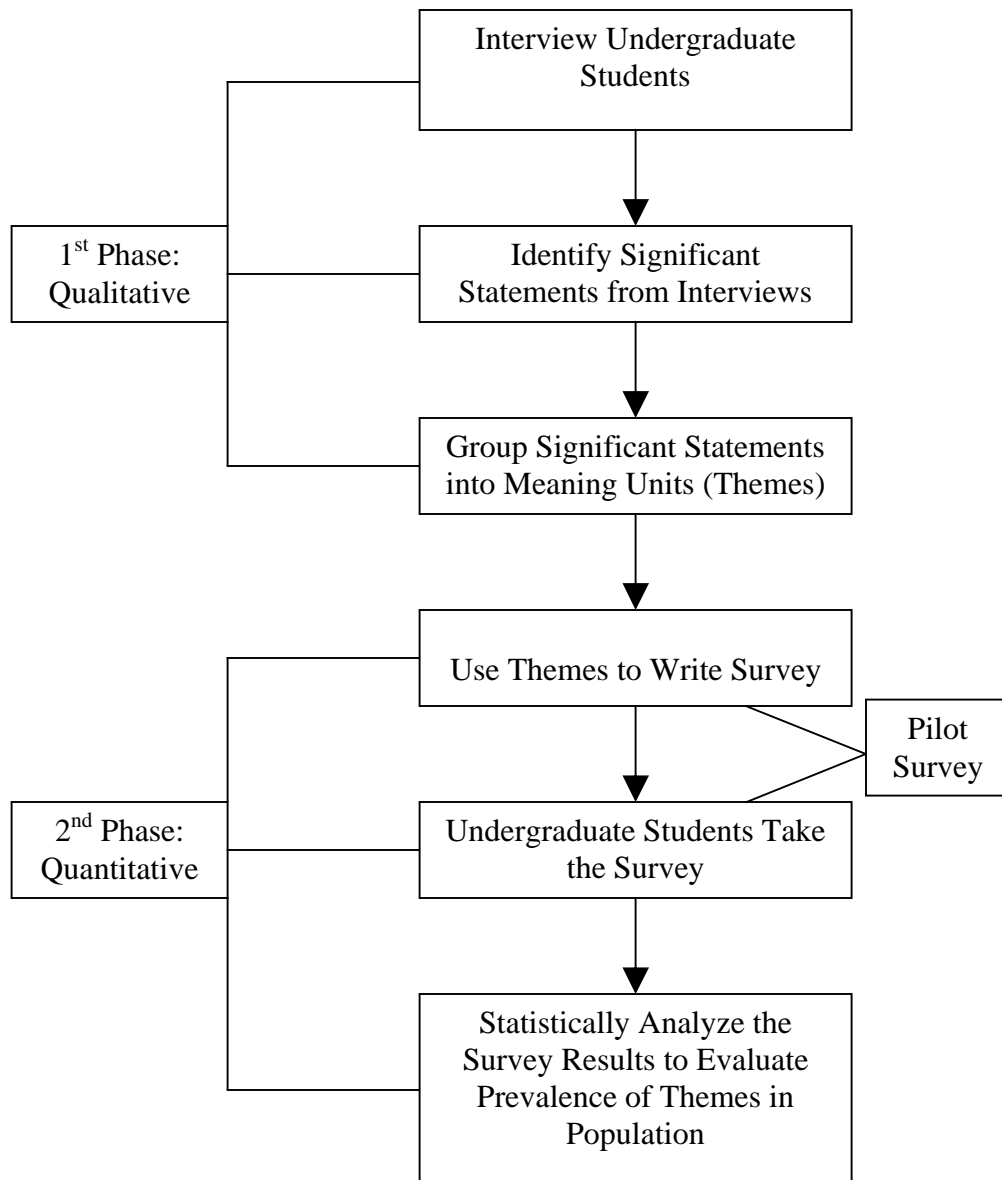 Interview Undergraduate
Students
1st Phase:
Qualitative
Identify Significant
Statements from Interviews
Group Significant Statements
into Meaning Units (Themes)
Use Themes to Write Survey
Pilot
Survey
2nd Phase:
Quantitative
Undergraduate Students Take
the Survey
Statistically Analyze the
Survey Results to Evaluate
Prevalence of Themes in
Population